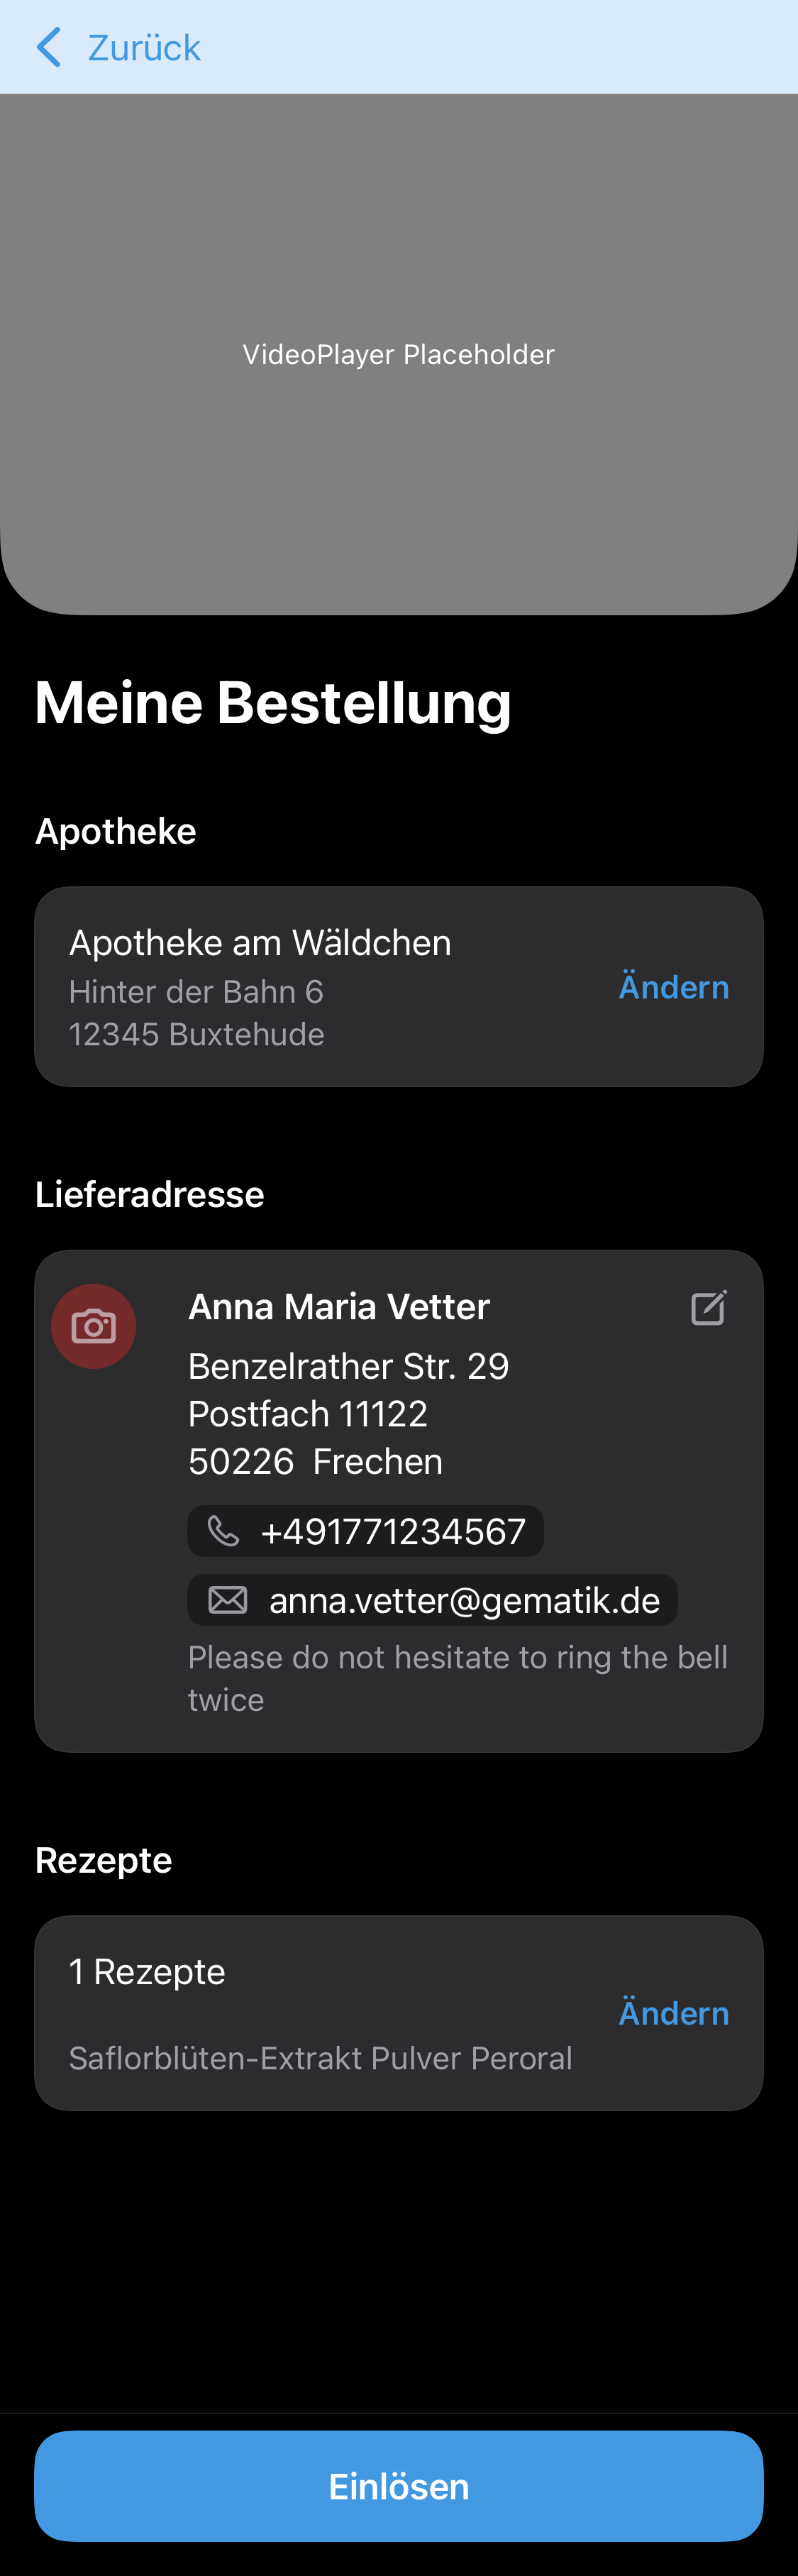 Zurück
VideoPlayer Placeholder
Meine Bestellung
Apotheke
Apotheke am Wäldchen
Hinter der Bahn 6
12345 Buxtehude
Ändern
Lieferadresse
Anna Maria Vetter
Benzelrather Str. 29
Postfach 11122
50226 Frechen
+491771234567
anna.vetter@gematik.de
Please do not hesitate to ring the bell
twice
Rezepte
1 Rezepte
Ändern
Saflorblüten-Extrakt Pulver Peroral
Einlösen